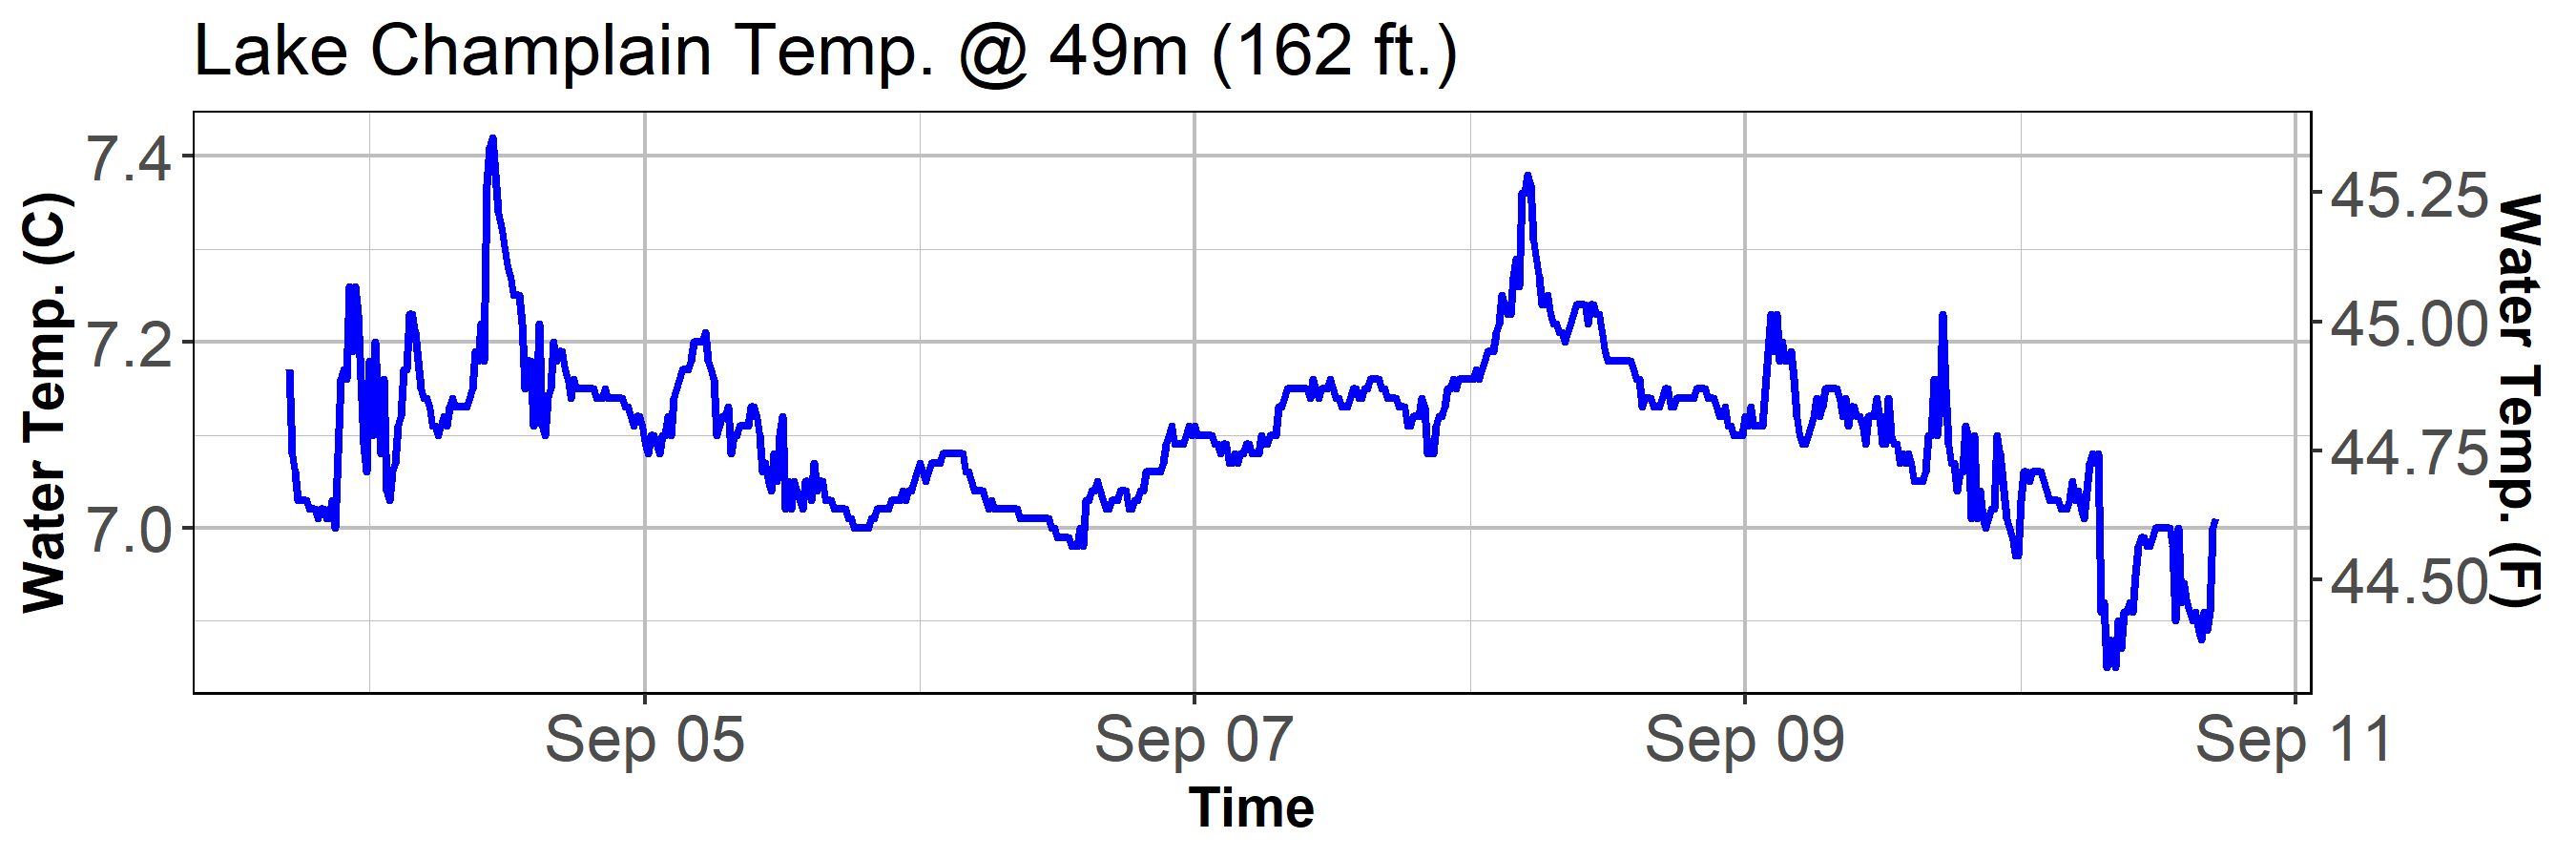 Lake Champlain Temp. @ 49m (162 ft.)
Water Temp. (C)
7.4
7.2
7.0
45.25
45.00
44.75
44.50
Water Temp. (F)
Sep 05 Sep 07 Sep 09 Sep 11
Time